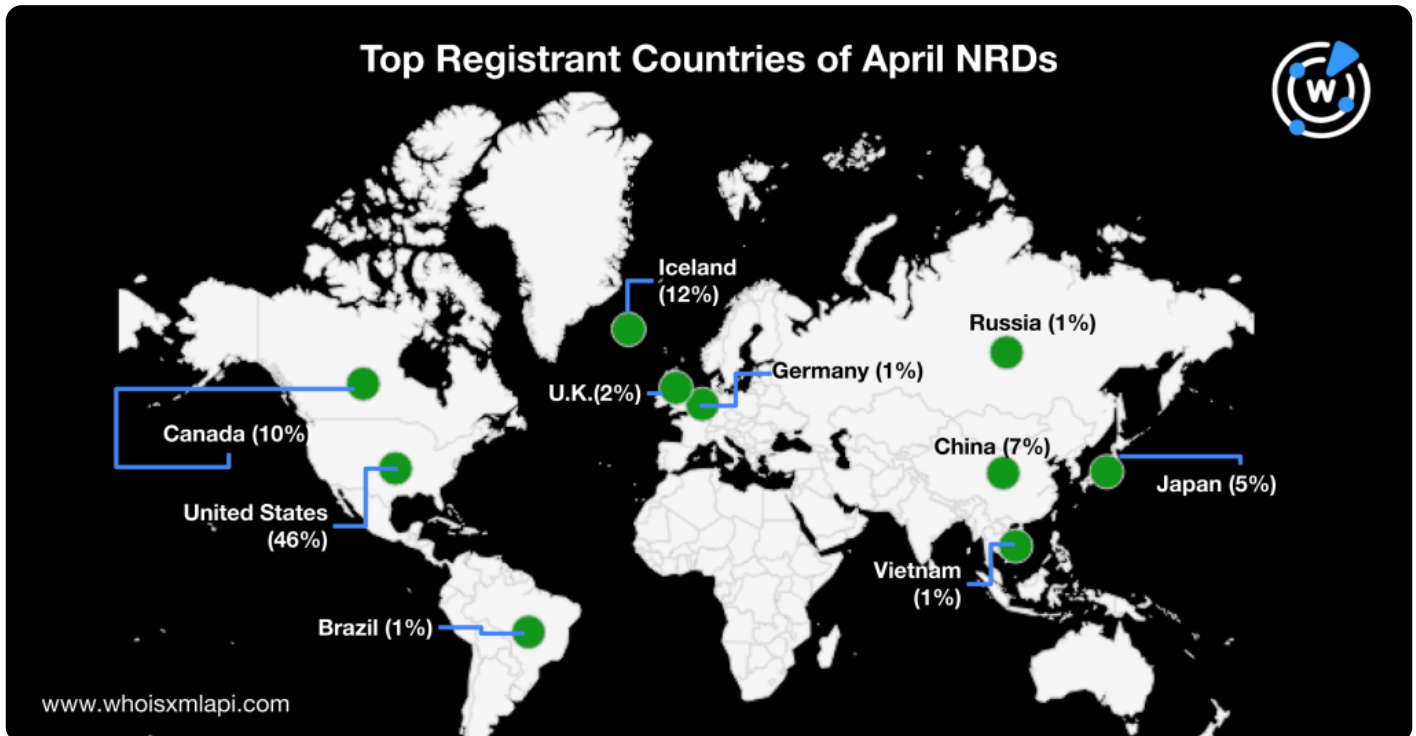 Top Registrant Countries of April NRDs
W
Iceland
(12%)
Russia (1%)
Germany (1%)
U.K.(2%)
Canada (10%)
China (7%)
Japan (5%)
United States
(46%)
Vietnam
(1%)
Brazil (1%)
www.whoisxmlapi.com